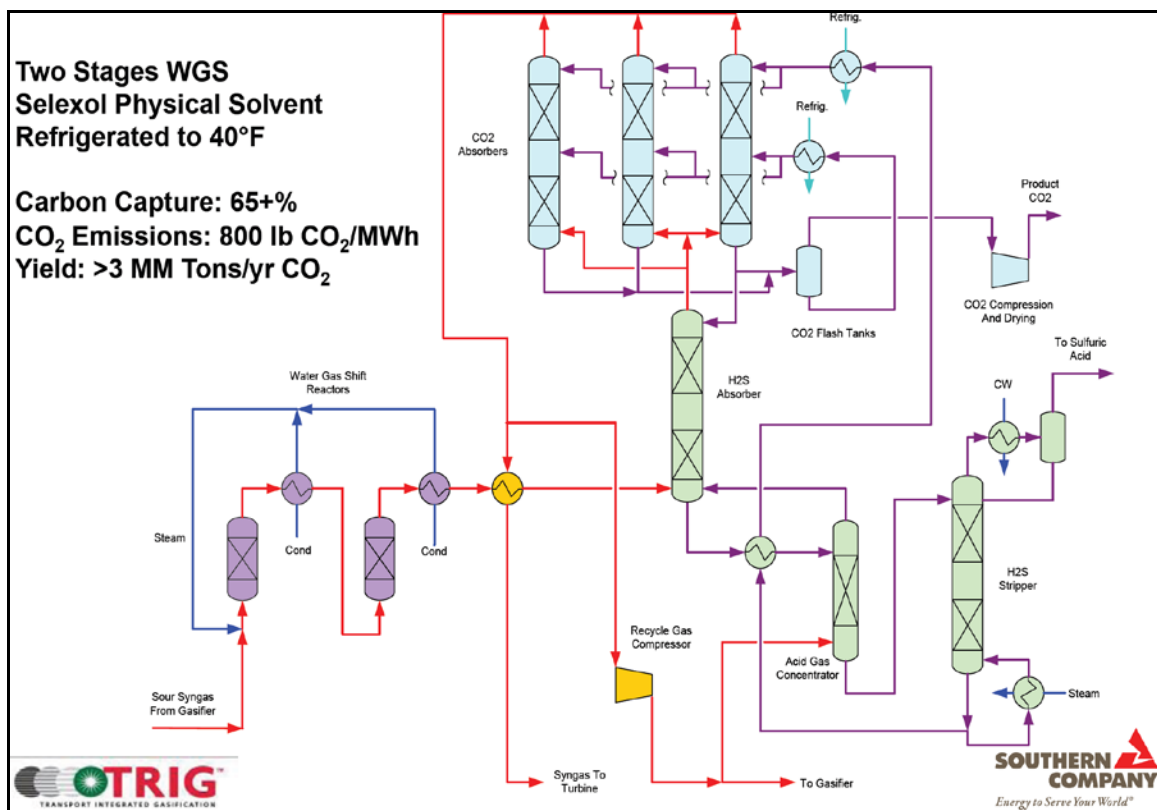 Two Stages WGS
Selexol Physical Solvent
Refrigerated to 40°F
Carbon Capture: 65+%
CO₂ Emissions: 800 lb CO₂/MWh
Yield: >3 MM Tons/yr CO₂
Refrig.
Refrig.
CO2
Absorbers
Product
CO2
CO2 Flash Tanks
CO2 Compression
And Drying
To Sulfuric
Acid
H2S
Absorber
CW
Water Gas Shift
Reactors
Steam
Cond
Cond
H2S
Stripper
Recycle Gas
Compressor
Acid Gas
Concentrator
Steam
Sour Syngas
From Gasifier
Syngas To
Turbine
To Gasifier
TRIG
TRANSPORT INTEGRATED GASIFICATION
SOUTHERN
COMPANY
Energy to Serve Your World®